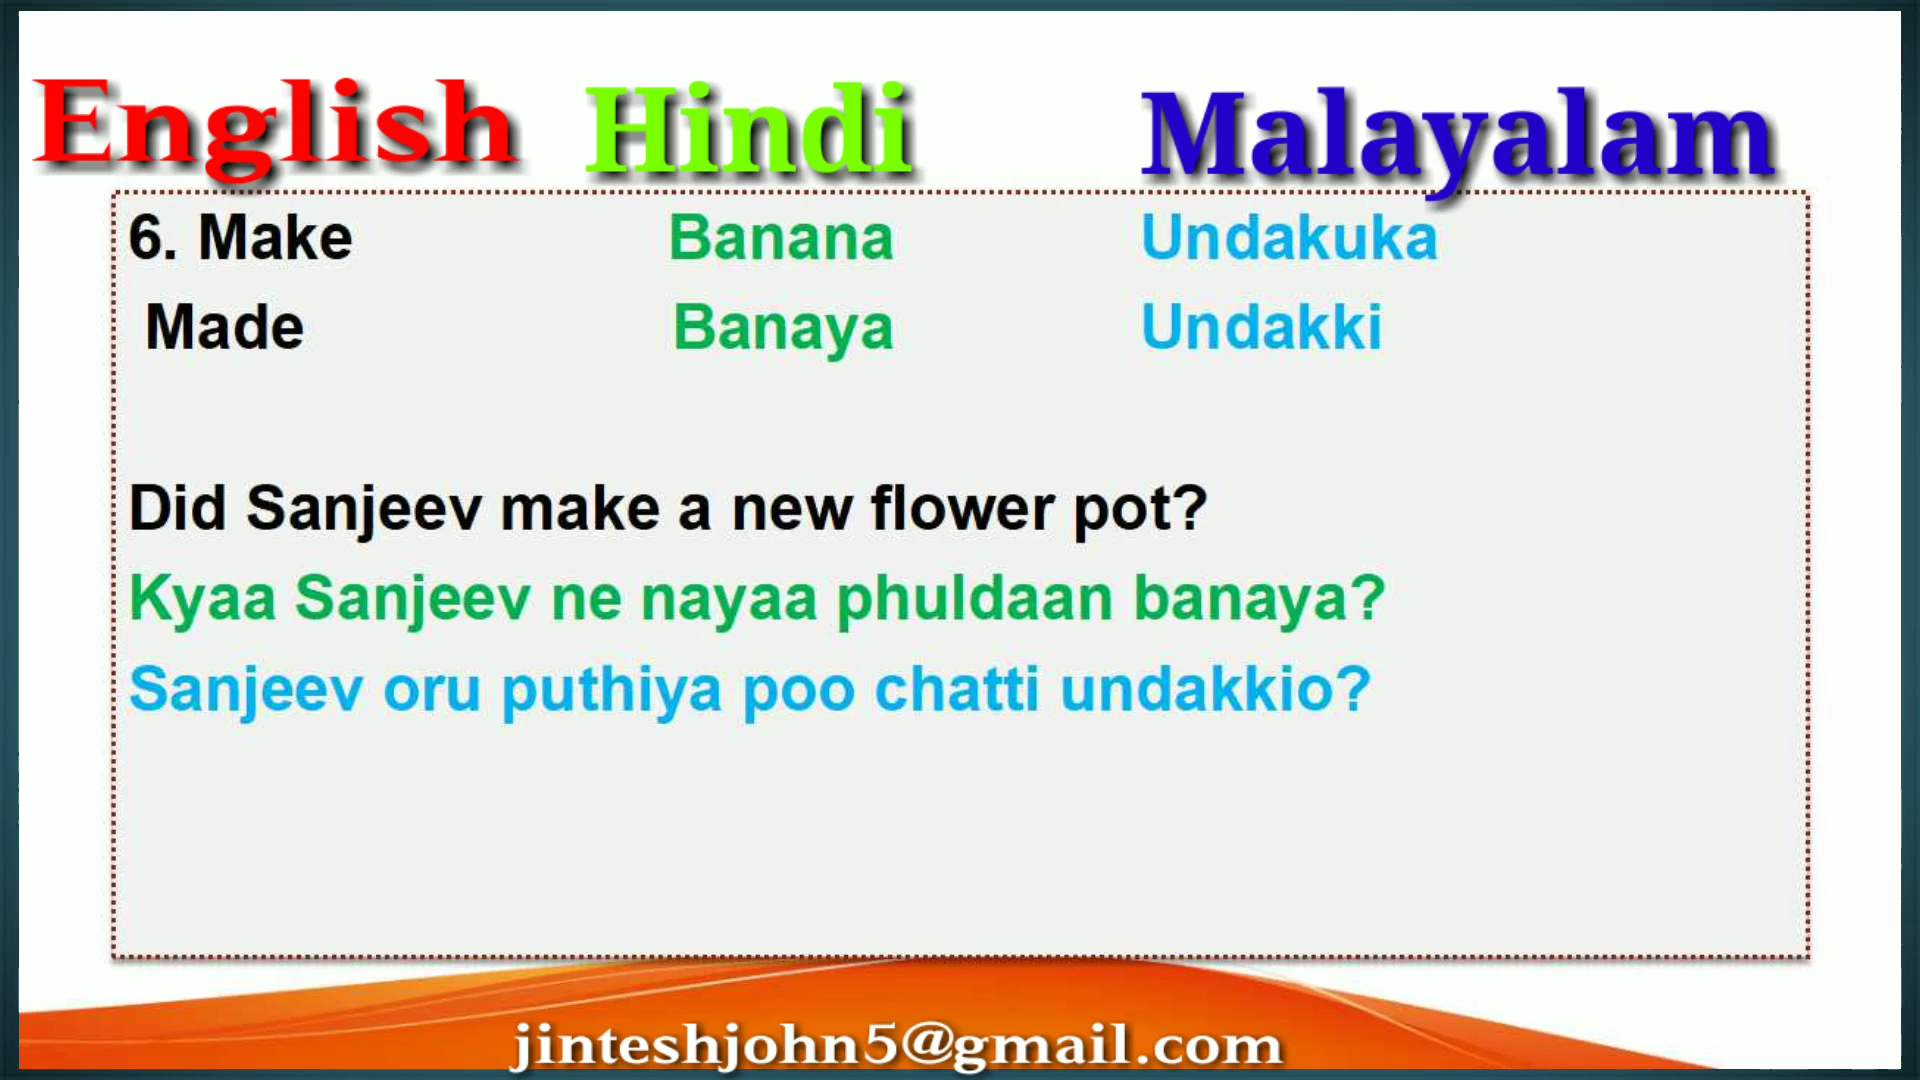 English Hindi Malayalam
6. Make Banana Undakuka
Made Banaya Undakki
Did Sanjeev make a new flower pot?
Kyaa Sanjeev ne nayaa phuldaan banaya?
Sanjeev oru puthiya poo chatti undakkio?
jinteshjohn5@gmail.com